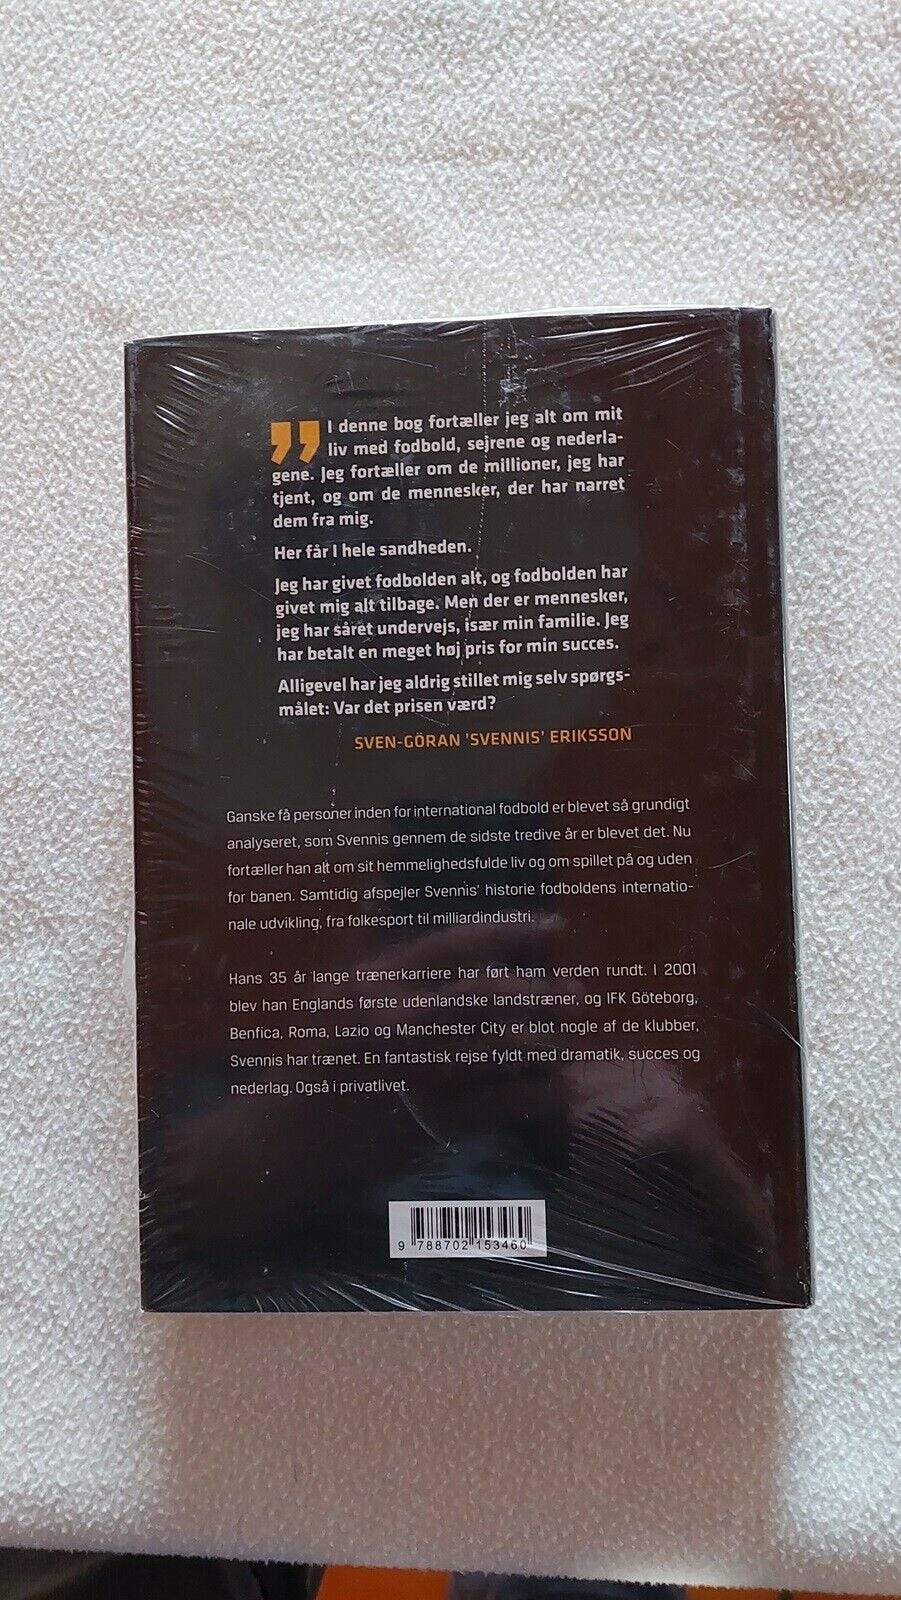 I denne bog fortæller jeg alt om mit
liv med fodbold, sejrene og nederla-
gene. Jeg fortæller om de millioner, jeg har
tjent, og om de mennesker, der har narret
dem fra mig.
Her får I hele sandheden.
Jeg har givet fodbolden alt, og fodbolden har
givet mig alt tilbage. Men der er mennesker,
jeg har såret undervejs, især min familie. Jeg
har betalt en meget høj pris for min succes.
Alligevel har jeg aldrig stillet mig selv spørgs-
målet: Var det prisen værd?
SVEN-GÖRAN 'SVENNIS' ERIKSSON
Ganske få personer inden for international fodbold er blevet så grundigt
analyseret, som Svennis gennem de sidste tredive år er blevet det. Nu
fortæller han alt om sit hemmelighedsfulde liv og om spillet på og uden
for banen. Samtidig afspejler Svennis' historie fodboldens internatio-
nale udvikling, fra folkesport til milliardindustri.
Hans 35 år lange trænerkarriere har ført ham verden rundt. I 2001
blev han Englands første udenlandske landstræner, og IFK Göteborg,
Benfica, Roma, Lazio og Manchester City er blot nogle af de klubber,
Svennis har trænet. En fantastisk rejse fyldt med dramatik, succes og
nederlag. Også i privatlivet.
9 788702 153460